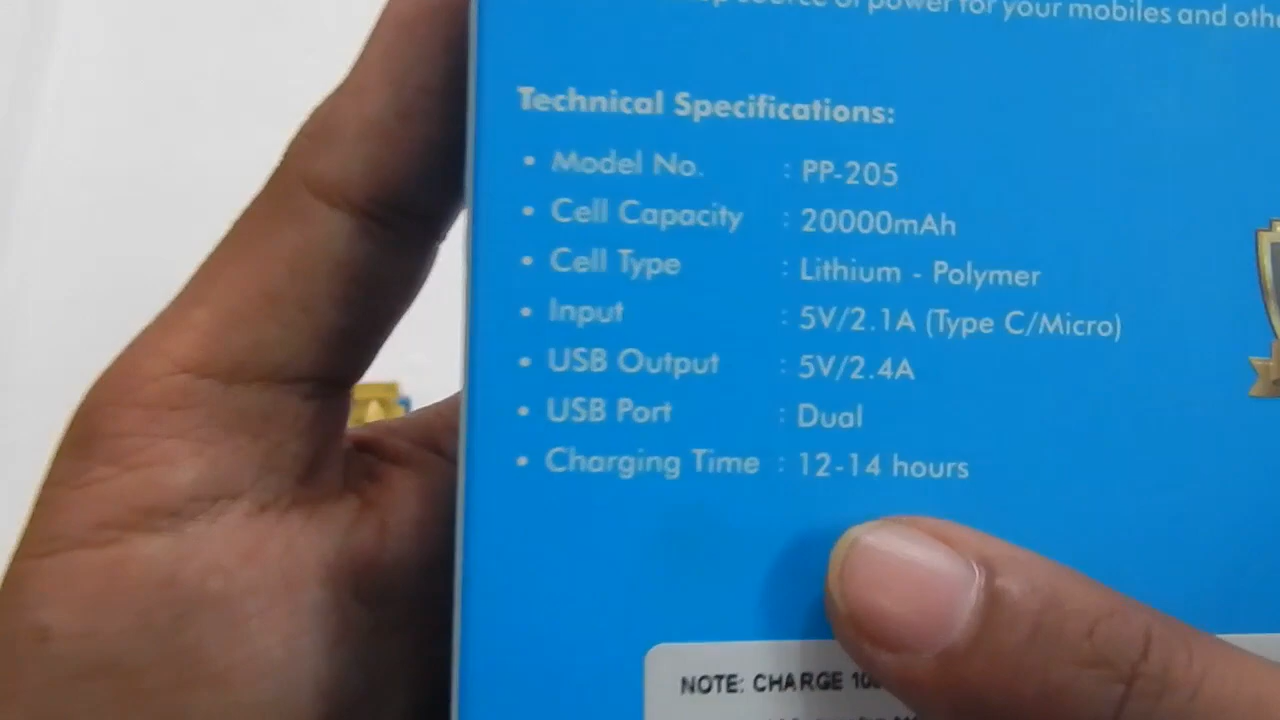 source of power for your mobiles and
Technical Specifications:
• Model No. : PP-205
• Cell Capacity : 20000mAh
• Cell Type : Lithium - Polymer
• Input : 5V/2.1A (Type C/Micro)
• USB Output : 5V/2.4A
• USB Port : Dual
• Charging Time : 12-14 hours
NOTE: CHARGE